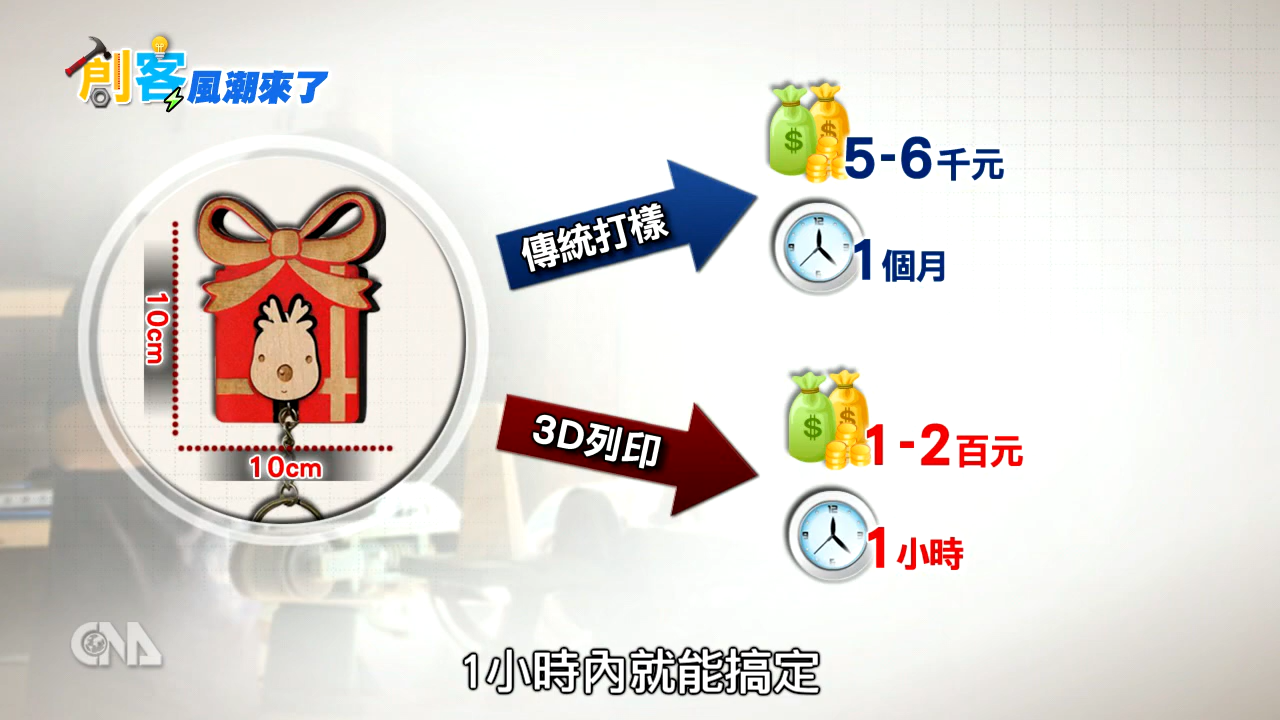 創客風潮來了
5-6千元
傳統打樣
1個月
10cm
10cm
3D列印
1-2百元
1小時
CNA
1小時內就能搞定